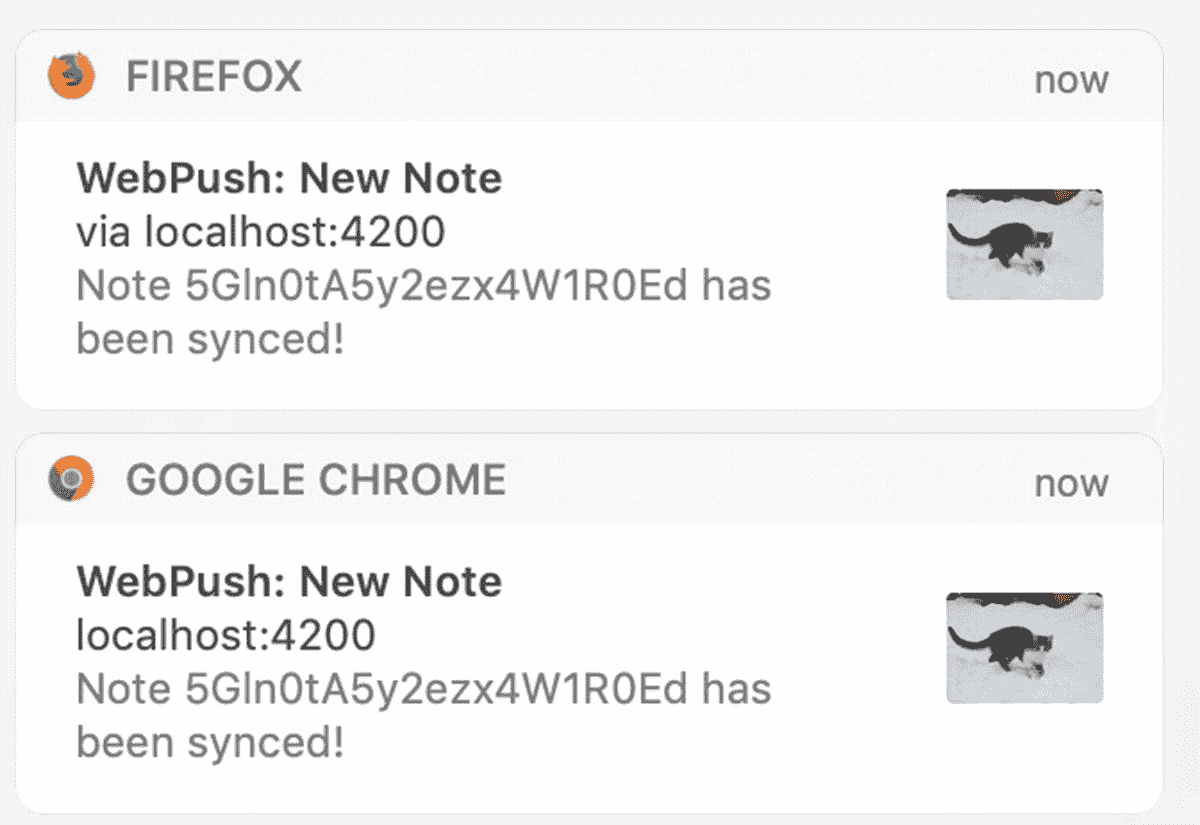 FIREFOX
now
WebPush: New Note
via localhost:4200
Note 5Gln0tA5y2ezx4W1R0Ed has
been synced!
GOOGLE CHROME
now
WebPush: New Note
localhost:4200
Note 5Gln0tA5y2ezx4W1R0Ed has
been synced!